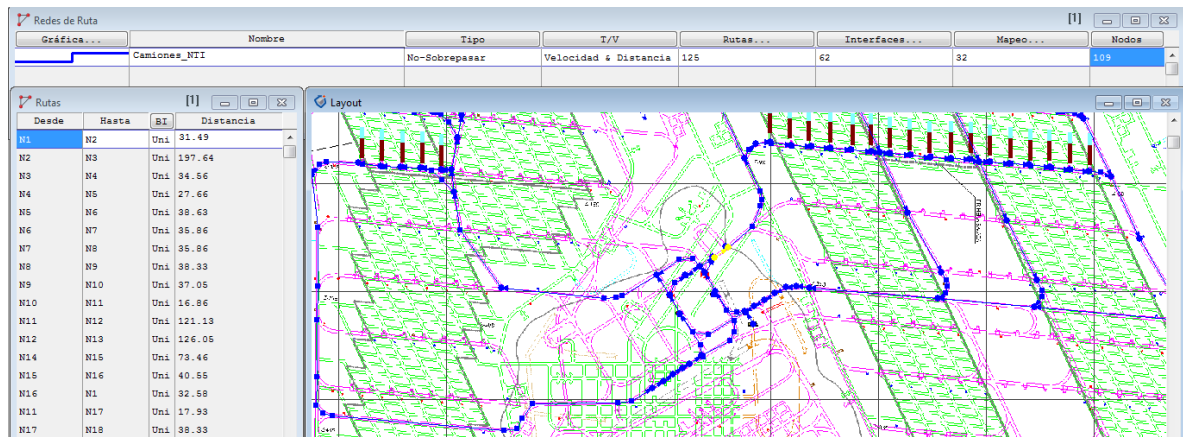 Redes de Ruta [1]
Gráfica... Nombre Tipo T/V Rutas... Interfaces... Mapeo... Nodos
Camiones_NTI No-Sobrepasar Velocidad & Distancia 125 62 32 109
Rutas [1]
Desde Hasta BI Distancia
N1 N2 Uni 31.49
N2 N3 Uni 197.64
N3 N4 Uni 34.56
N4 N5 Uni 27.66
N5 N6 Uni 38.63
N6 N7 Uni 35.86
N7 N8 Uni 35.86
N8 N9 Uni 38.33
N9 N10 Uni 37.05
N10 N11 Uni 16.86
N11 N12 Uni 121.13
N12 N13 Uni 126.05
N14 N15 Uni 73.46
N15 N16 Uni 40.55
N16 N1 Uni 32.58
N11 N17 Uni 17.93
N17 N18 Uni 38.33
Layout